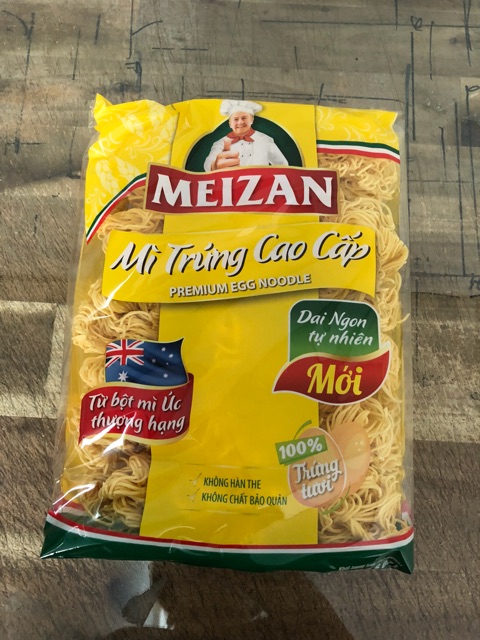 MEIZAN
Mì Trứng Cao Cấp
PREMIUM EGG NOODLE
Dai Ngon
tự nhiên
Mới
Từ bột mì Úc
thượng hạng
100%
Trứng
tươi
KHÔNG HÀN THE
KHÔNG CHẤT BẢO QUẢN